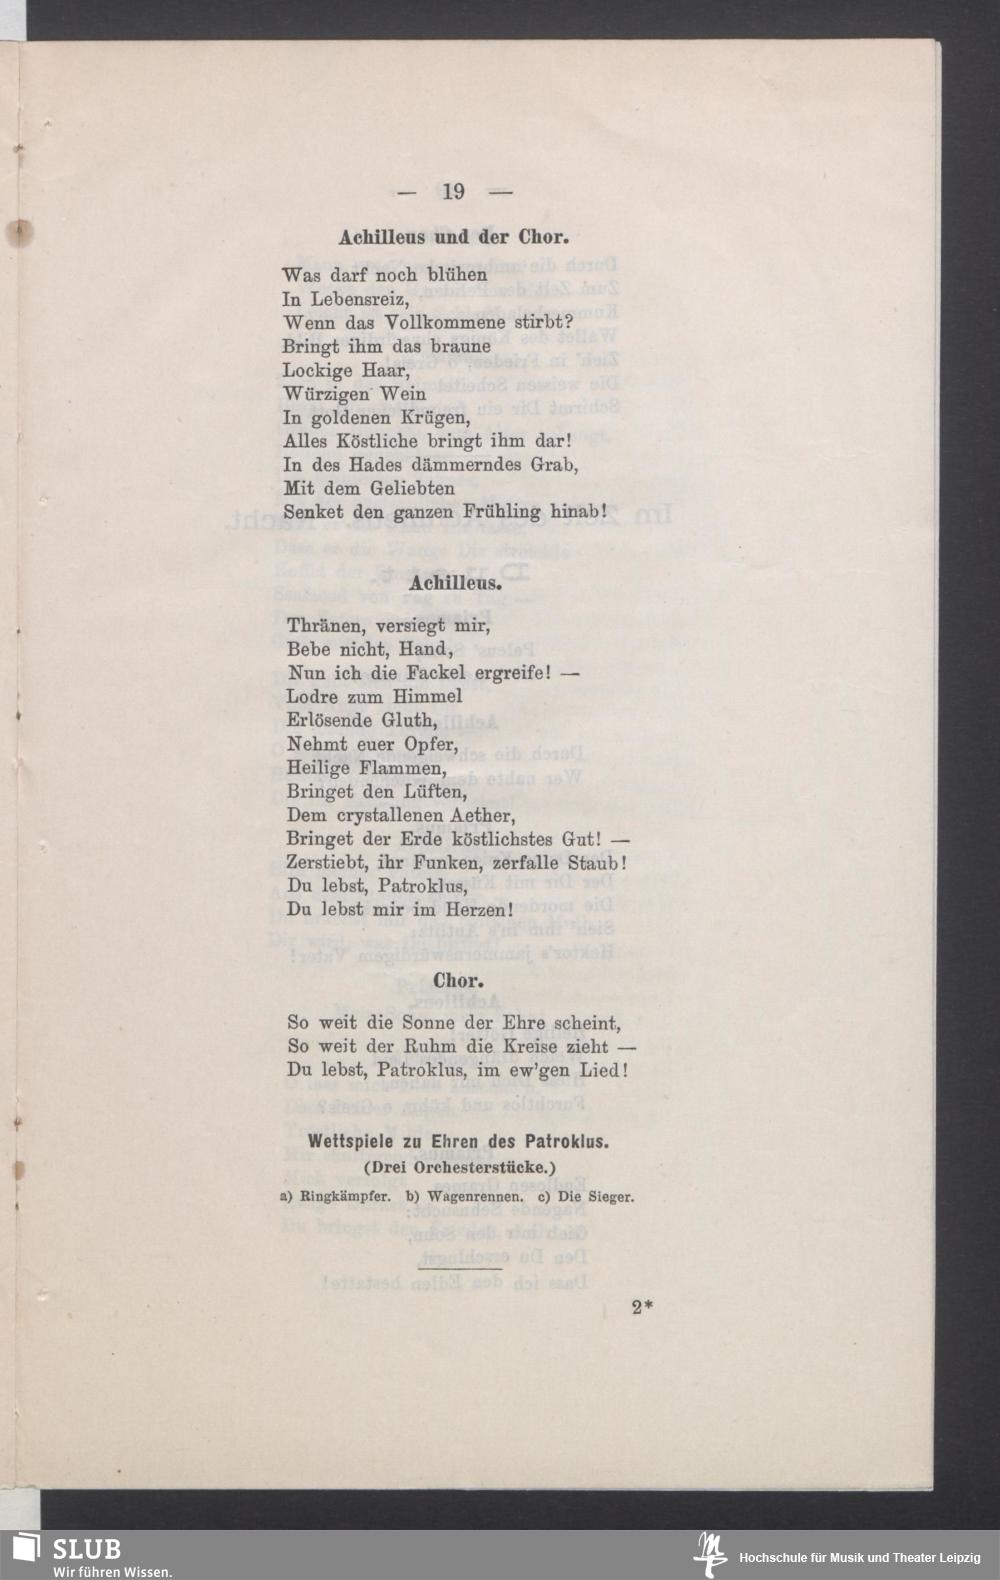 — 19 —
Achilleus und der Chor.
Was darf noch blühen
In Lebensreiz,
Wenn das Vollkommene stirbt?
Bringt ihm das braune
Lockige Haar,
Würzigen Wein
In goldenen Krügen,
Alles Köstliche bringt ihm dar!
In des Hades dämmerndes Grab,
Mit dem Geliebten
Senket den ganzen Frühling hinab!
Achilleus.
Thränen, versiegt mir,
Bebe nicht, Hand,
Nun ich die Fackel ergreife! —
Lodre zum Himmel
Erlösende Gluth,
Nehmt euer Opfer,
Heilige Flammen,
Bringet den Lüften,
Dem crystallenen Aether,
Bringet der Erde köstlichstes Gut! —
Zerstiebt, ihr Funken, zerfalle Staub!
Du lebst, Patroklus,
Du lebst mir im Herzen!
Chor.
So weit die Sonne der Ehre scheint,
So weit der Ruhm die Kreise zieht —
Du lebst, Patroklus, im ew'gen Lied!
Wettspiele zu Ehren des Patroklus.
(Drei Orchesterstücke.)
a) Ringkämpfer. b) Wagenrennen. c) Die Sieger.
2*
SLUB
Wir führen Wissen.
Hochschule für Musik und Theater Leipzig